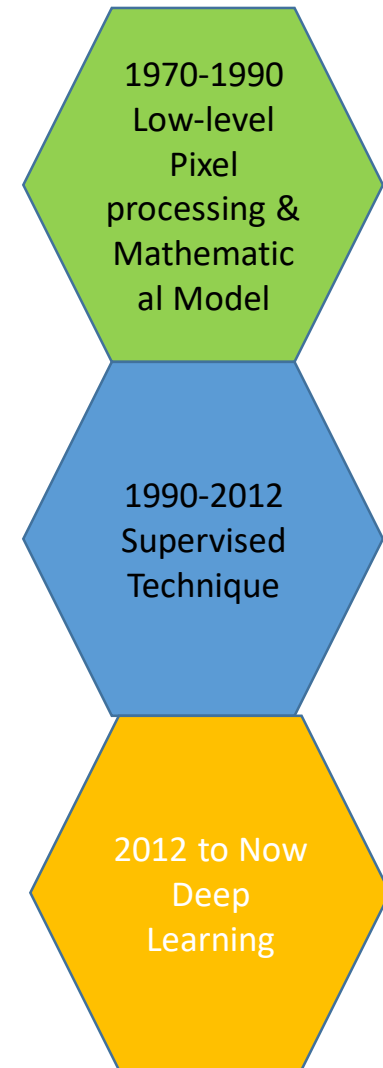 1970-1990
Low-level
Pixel
processing &
Mathematic
al Model
1990-2012
Supervised
Technique
2012 to Now
Deep
Learning